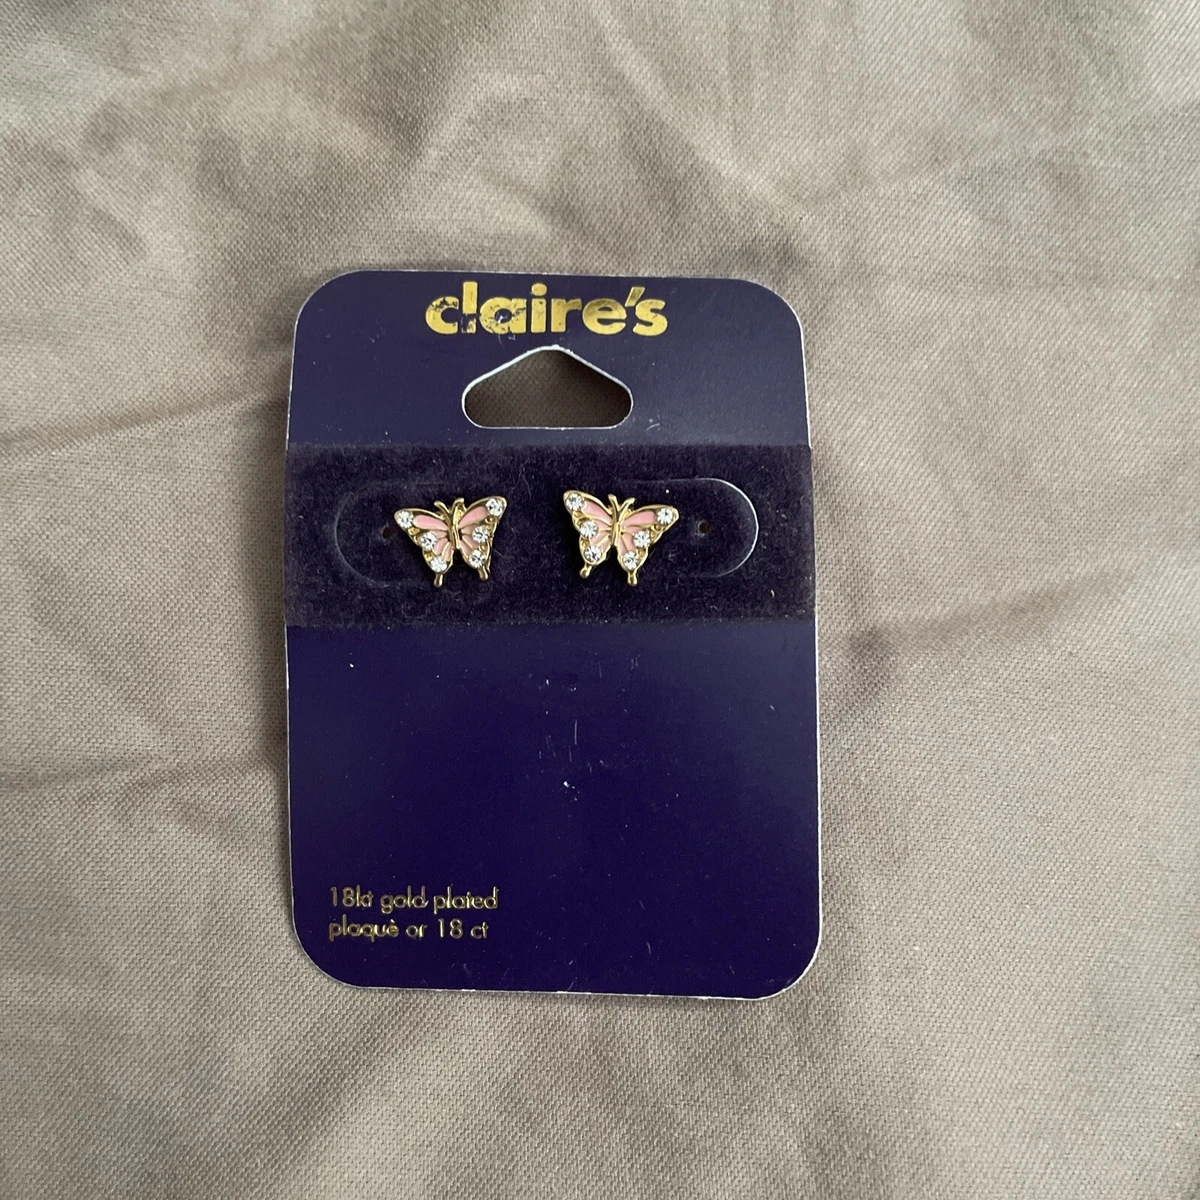 claire's
18kt gold plated
plaquè or 18 ct